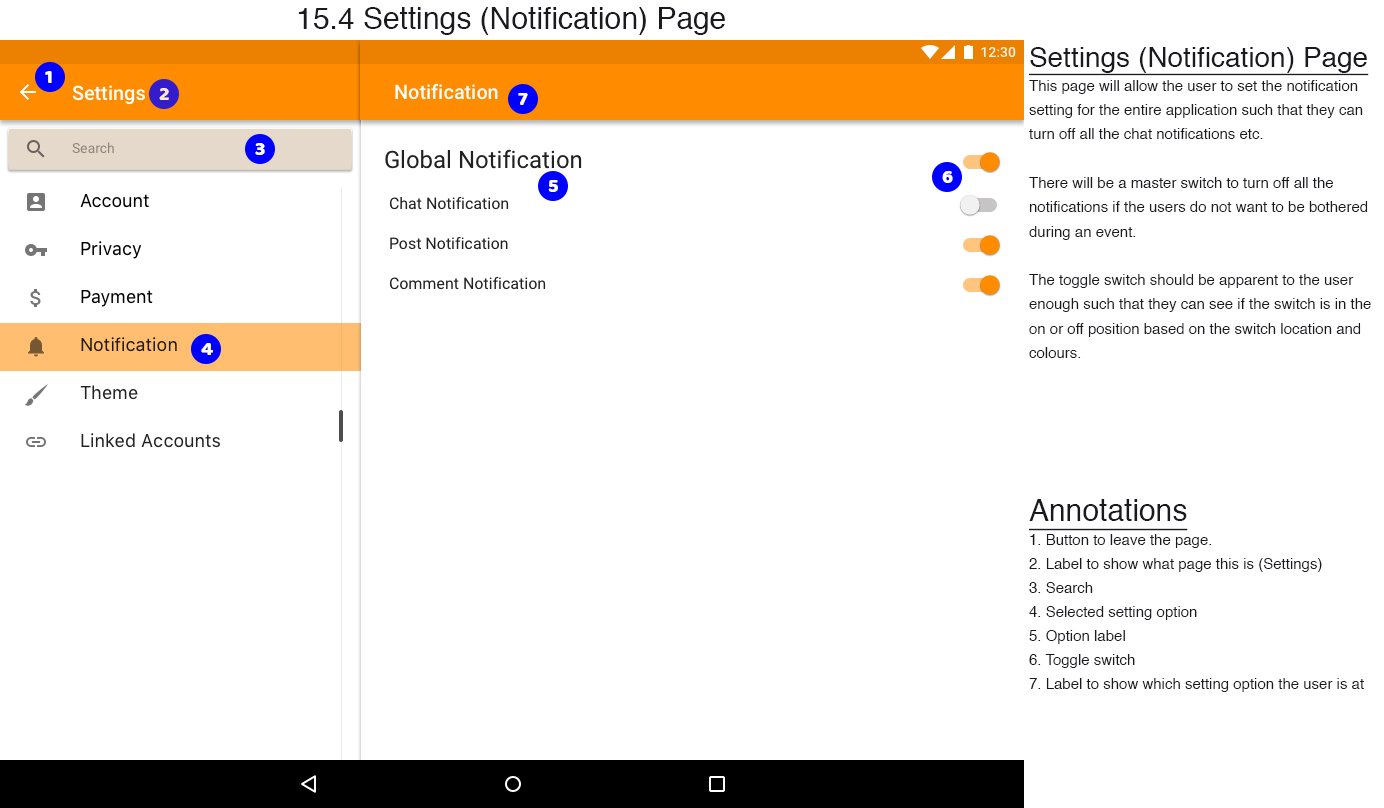 15.4 Settings (Notification) Page
12:30
1
Settings 2
Notification
7
Search 3
Account
Privacy
Payment
Notification 4
Theme
Linked Accounts
Global Notification
5
6
Chat Notification
Post Notification
Comment Notification
Settings (Notification) Page
This page will allow the user to set the notification
setting for the entire application such that they can
turn off all the chat notifications etc.
There will be a master switch to turn off all the
notifications if the users do not want to be bothered
during an event.
The toggle switch should be apparent to the user
enough such that they can see if the switch is in the
on or off position based on the switch location and
colours.
Annotations
1. Button to leave the page.
2. Label to show what page this is (Settings)
3. Search
4. Selected setting option
5. Option label
6. Toggle switch
7. Label to show which setting option the user is at